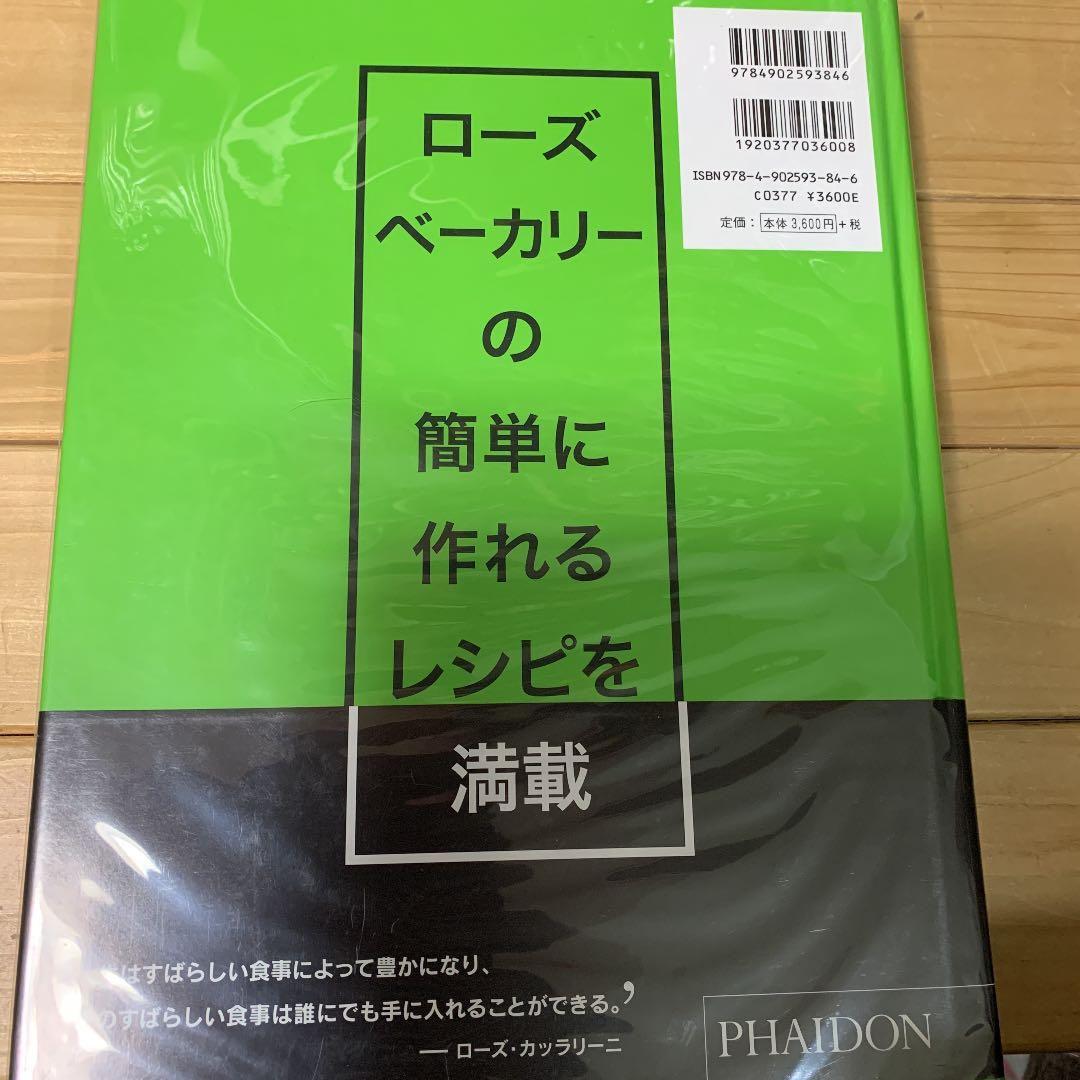 9784902593846
1920377036008
ISBN978-4-902593-84-6
C0377 ¥3600E
定価：本体3,600円+税
ローズ
ベーカリー
の
簡単に
作れる
レシピを
満載
はすばらしい食事によって豊かになり、
のすばらしい食事は誰にでも手に入れることができる。’
— ローズ・カッラリーニ
PHAIDON